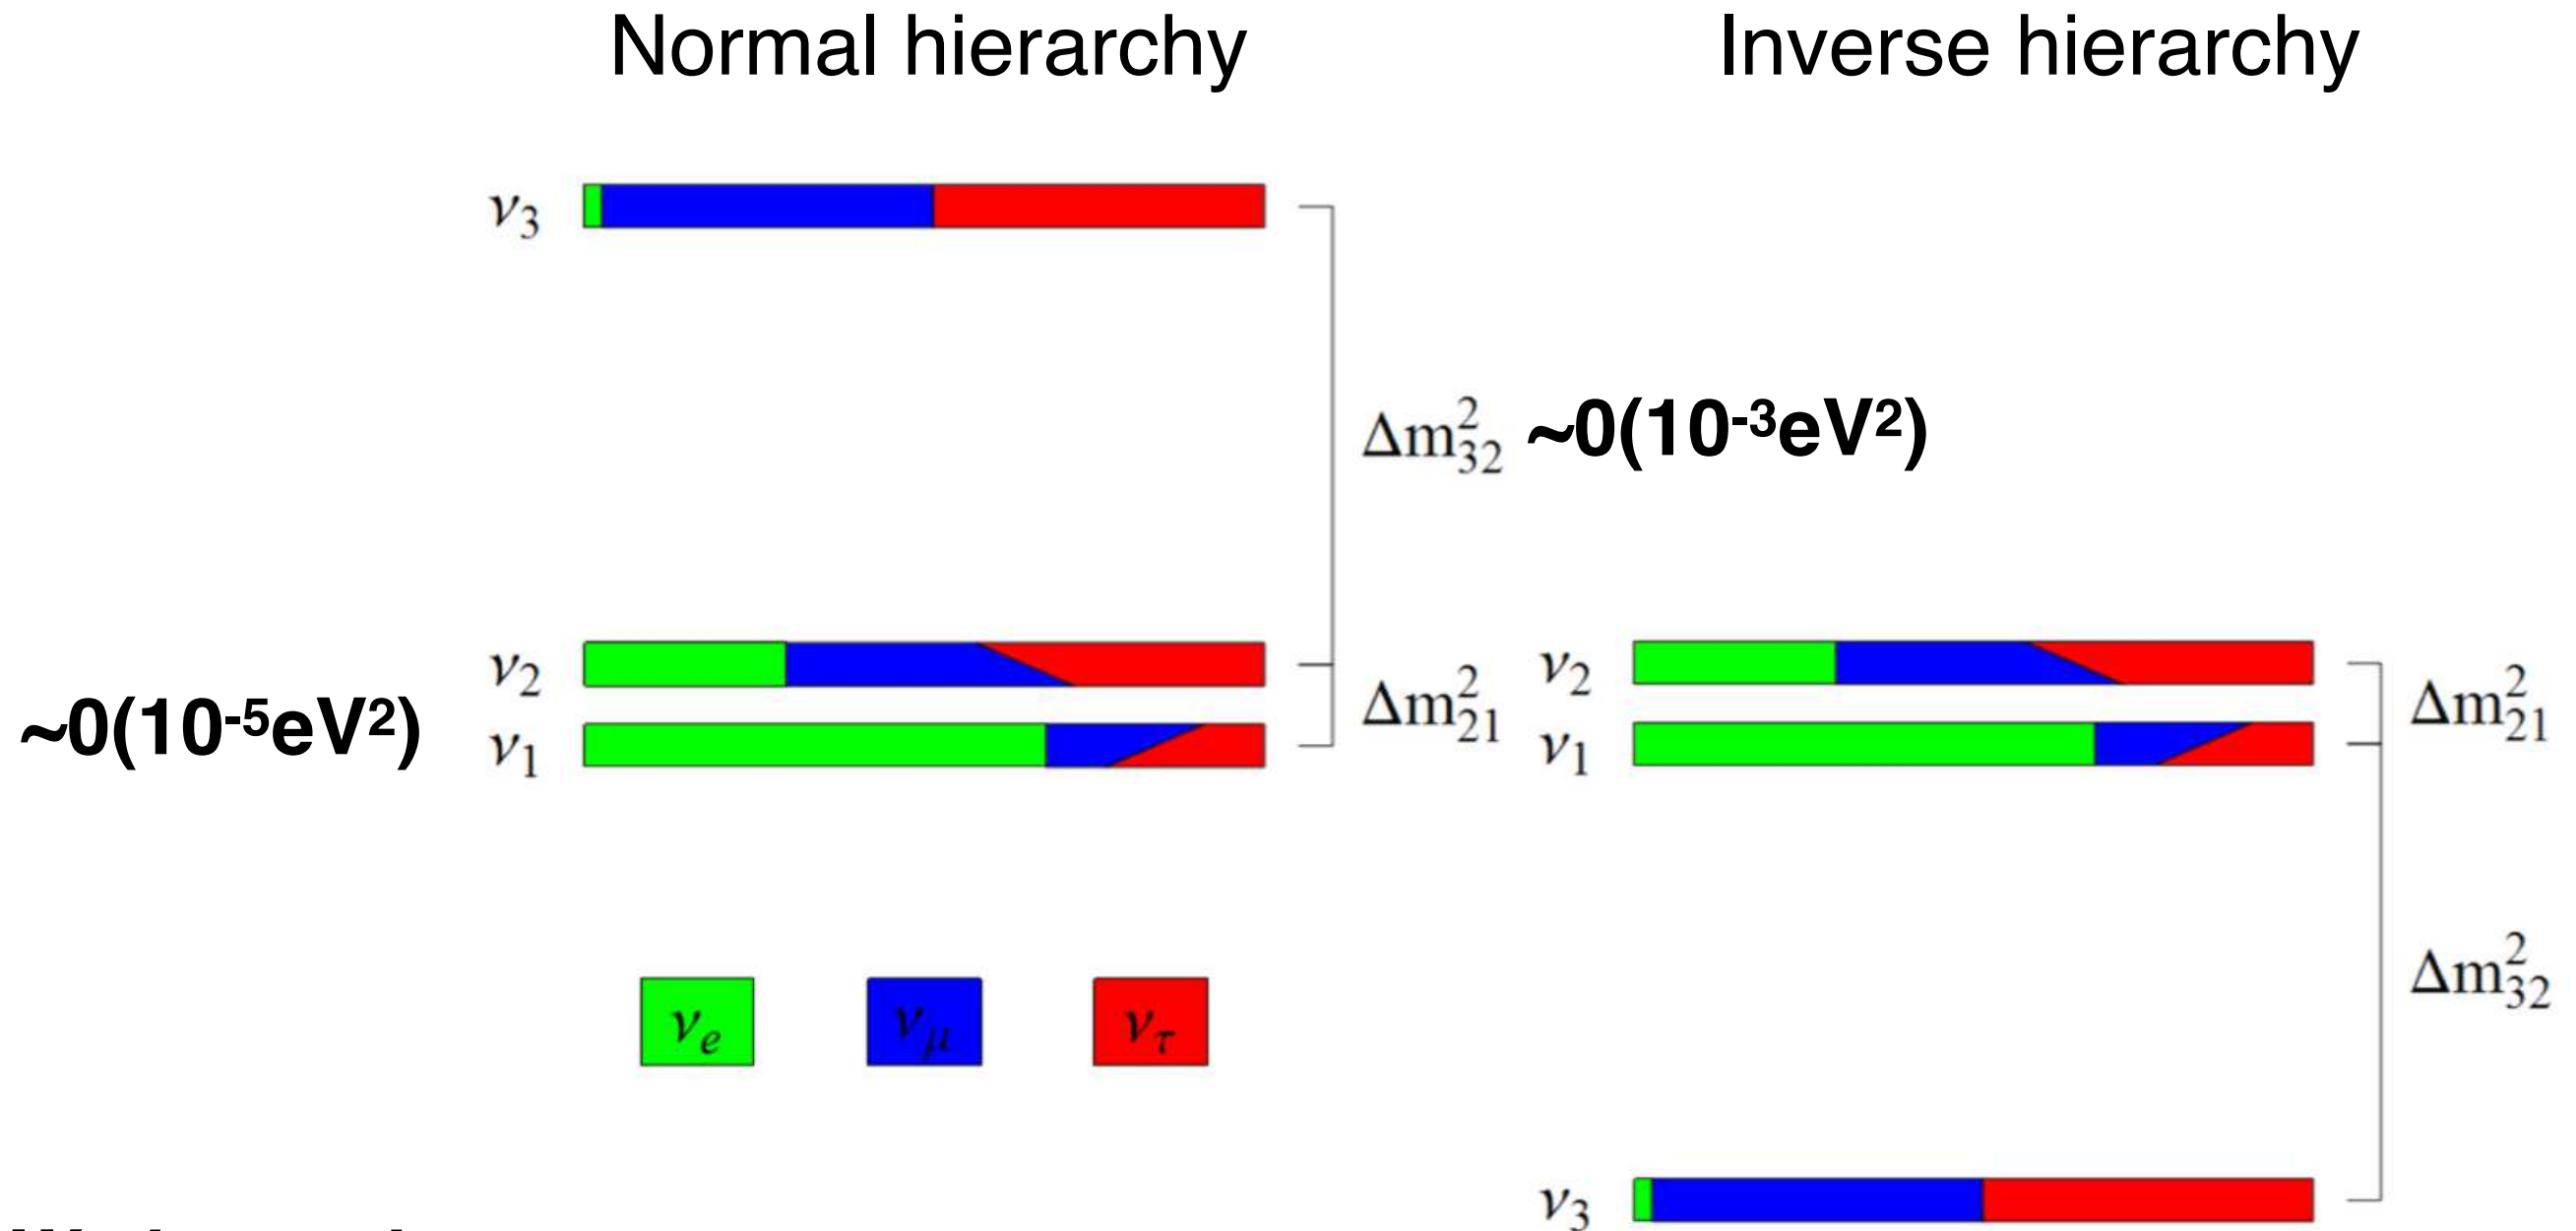 Normal hierarchy
Inverse hierarchy
ν3
Δm²32 ~0(10-3eV2)
ν2
Δm²21
~0(10-5eV2)
ν1
ν2
Δm²21
ν1
νe
νμ
ντ
Δm²32
ν3